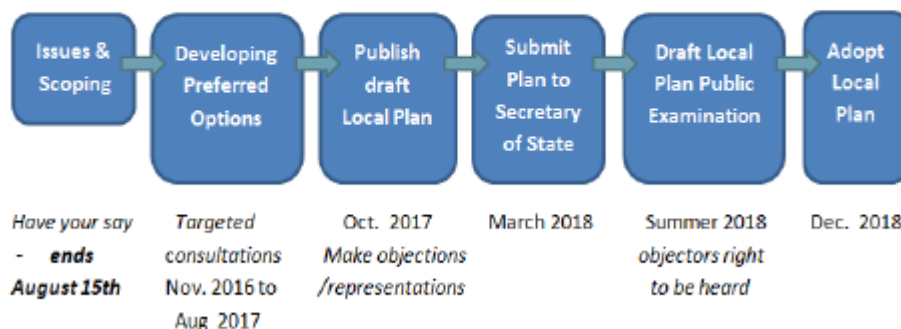 Issues &
Scoping
Developing
Preferred
Options
Publish
draft
Local Plan
Submit
Plan to
Secretary
of State
Draft Local
Plan Public
Examination
Adopt
Local
Plan
Have your say
- ends
August 15th
Targeted
consultations
Nov. 2016 to
Aug 2017
Oct. 2017
Make objections
/representations
March 2018
Summer 2018
objectors right
to be heard
Dec. 2018